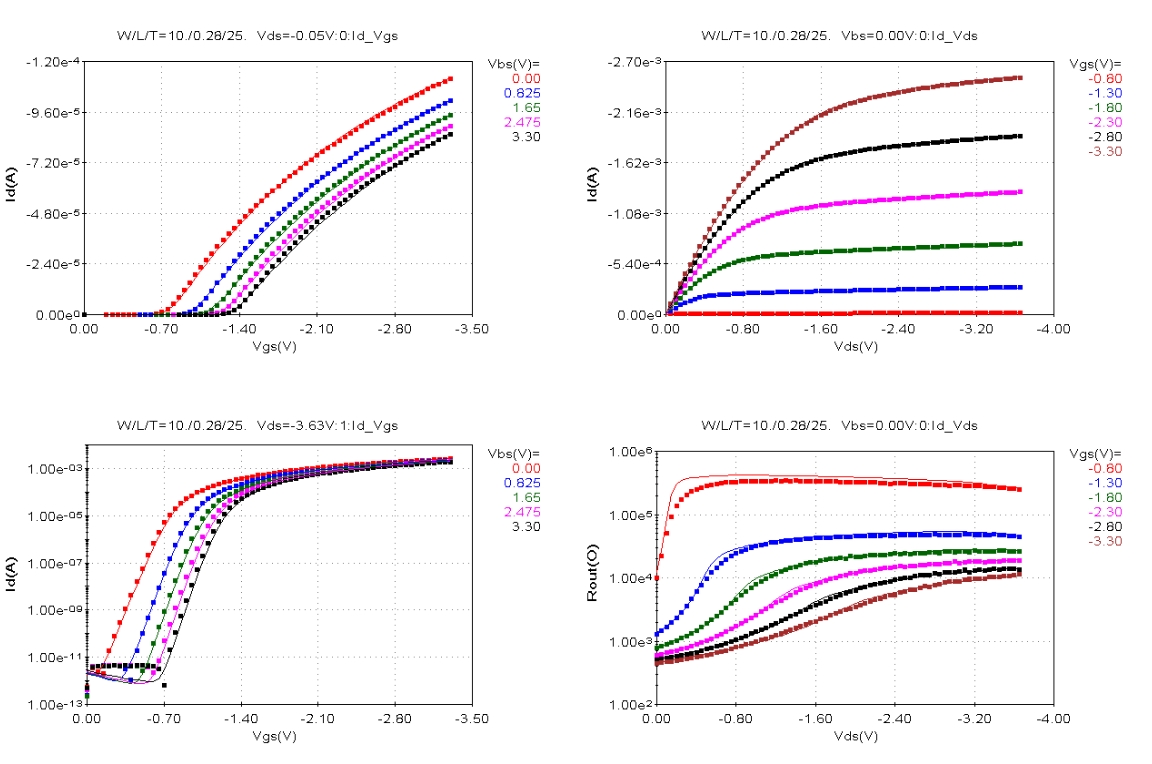 W/L/T=10./0.28/25. Vds=-0.05V:0:Id_Vgs
Id(A)
-1.20e-4
-9.60e-5
-7.20e-5
-4.80e-5
-2.40e-5
0.00e0
0.00 -0.70 -1.40 -2.10 -2.80 -3.50
Vgs(V)
Vbs(V)=
0.00
0.825
1.65
2.475
3.30
W/L/T=10./0.28/25. Vbs=0.00V:0:Id_Vds
Id(A)
-2.70e-3
-2.16e-3
-1.62e-3
-1.08e-3
-5.40e-4
0.00e0
0.00 -0.80 -1.60 -2.40 -3.20 -4.00
Vds(V)
Vgs(V)=
-0.80
-1.30
-1.80
-2.30
-2.80
-3.30
W/L/T=10./0.28/25. Vds=-3.63V:1:Id_Vgs
Id(A)
1.00e-03
1.00e-05
1.00e-07
1.00e-09
1.00e-11
1.00e-13
0.00 -0.70 -1.40 -2.10 -2.80 -3.50
Vgs(V)
Vbs(V)=
0.00
0.825
1.65
2.475
3.30
W/L/T=10./0.28/25. Vbs=0.00V:0:Id_Vds
Rout(O)
1.00e6
1.00e5
1.00e4
1.00e3
1.00e2
0.00 -0.80 -1.60 -2.40 -3.20 -4.00
Vds(V)
Vgs(V)=
-0.80
-1.30
-1.80
-2.30
-2.80
-3.30